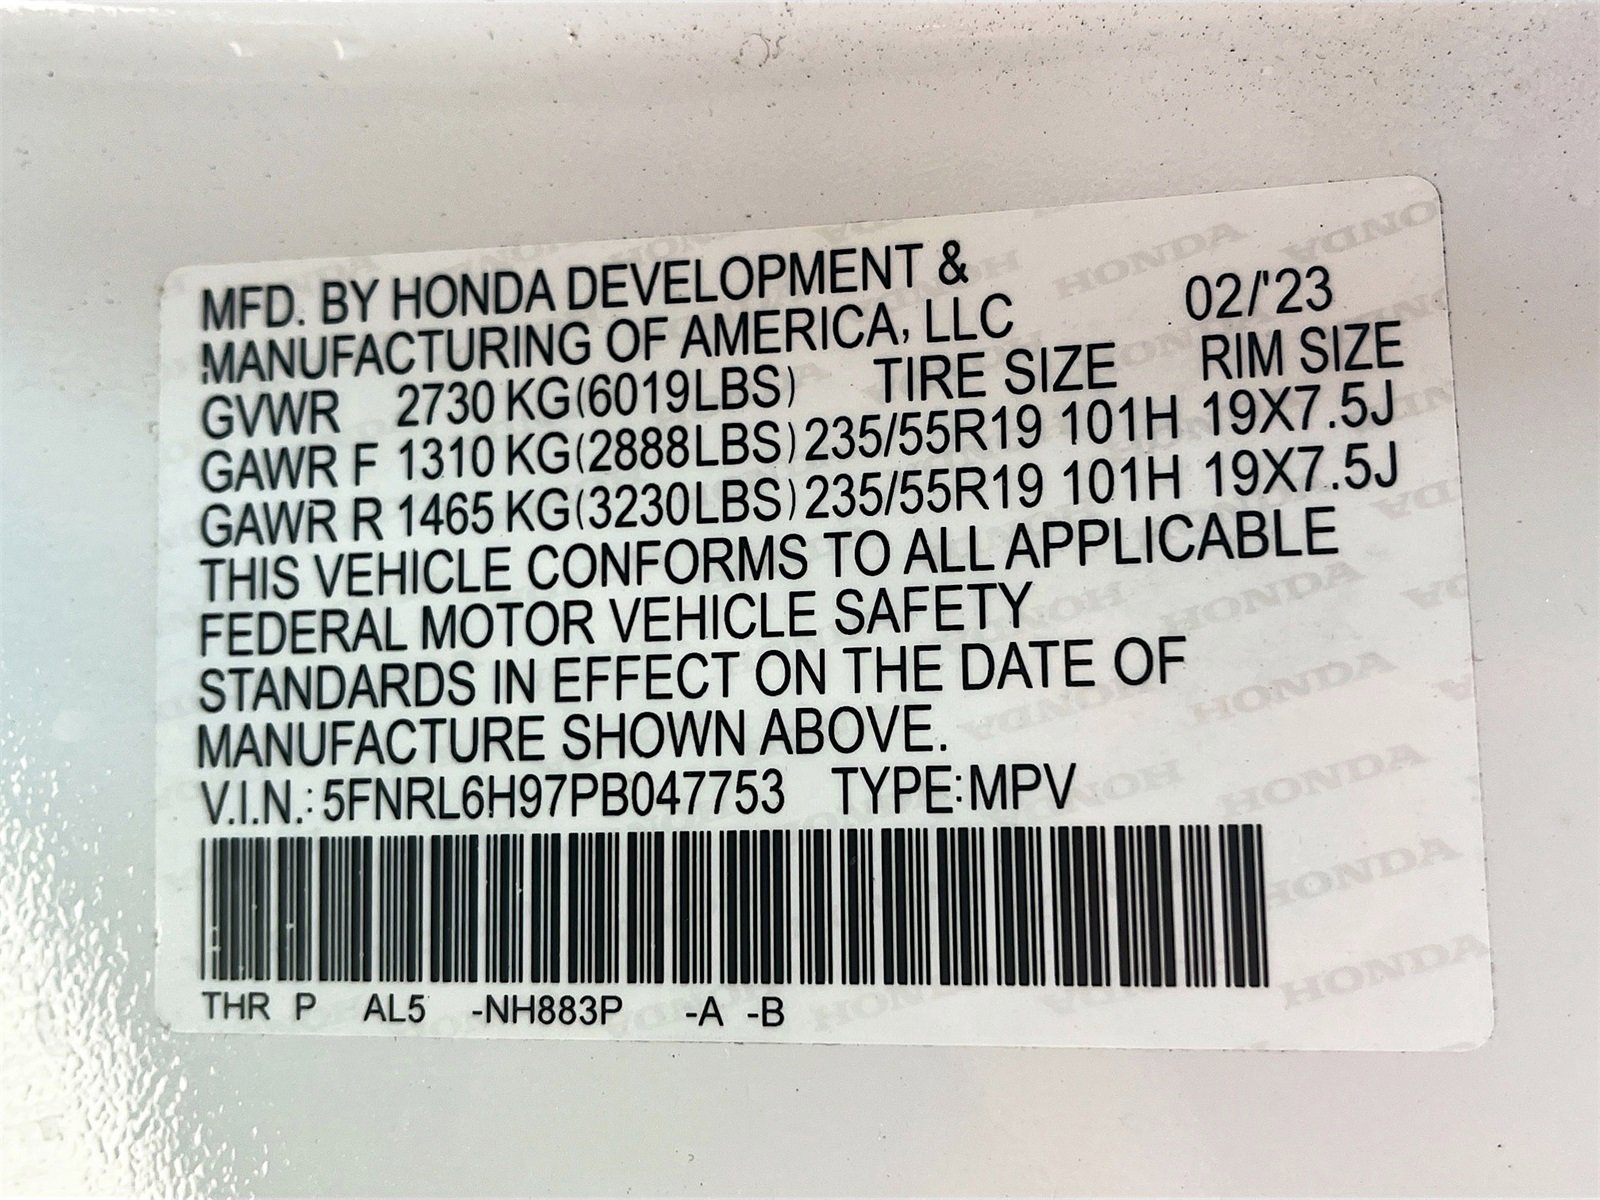 MFD. BY HONDA DEVELOPMENT &
MANUFACTURING OF AMERICA, LLC 02/'23
GVWR 2730 KG(6019LBS) TIRE SIZE RIM SIZE
GAWR F 1310 KG(2888LBS) 235/55R19 101H 19X7.5J
GAWR R 1465 KG(3230LBS) 235/55R19 101H 19X7.5J
THIS VEHICLE CONFORMS TO ALL APPLICABLE
FEDERAL MOTOR VEHICLE SAFETY
STANDARDS IN EFFECT ON THE DATE OF
MANUFACTURE SHOWN ABOVE.
V.I.N.: 5FNRL6H97PB047753 TYPE:MPV
THR P AL5 -NH883P -A -B